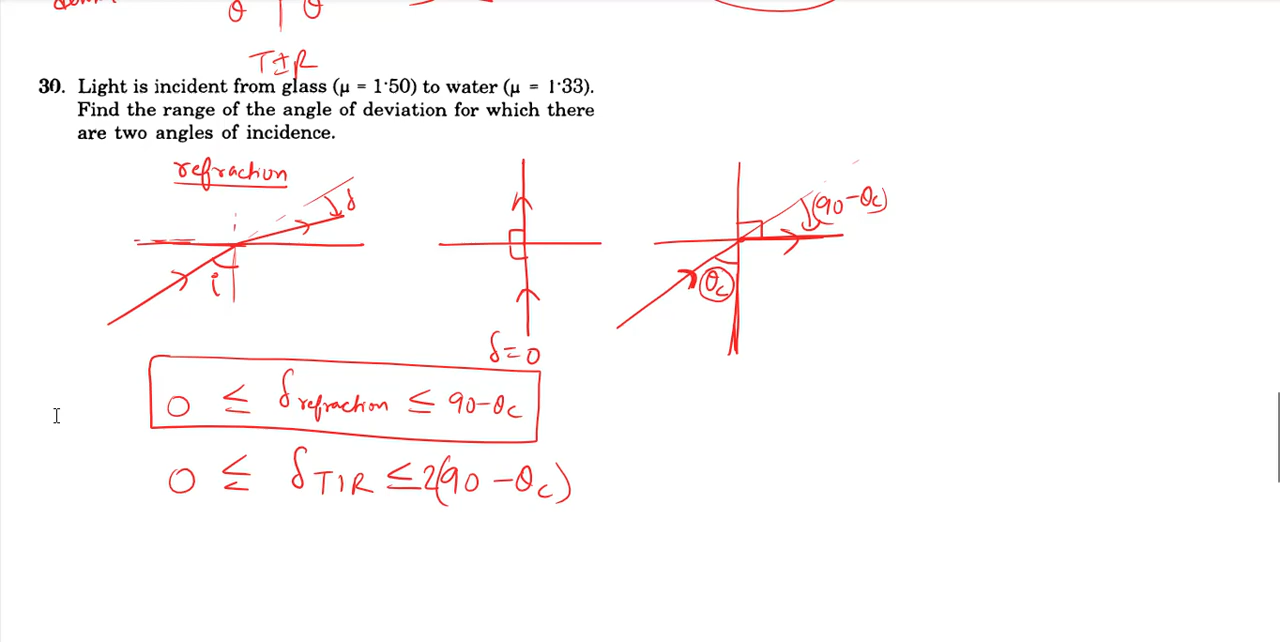 θ θ
TIR
30. Light is incident from glass (μ = 1·50) to water (μ = 1·33).
Find the range of the angle of deviation for which there
are two angles of incidence.
refraction
δ
(90-θc)
i
θc
δ=0
0 ≤ δrefraction ≤ 90-θc
0 ≤ δTIR ≤ 2(90-θc)